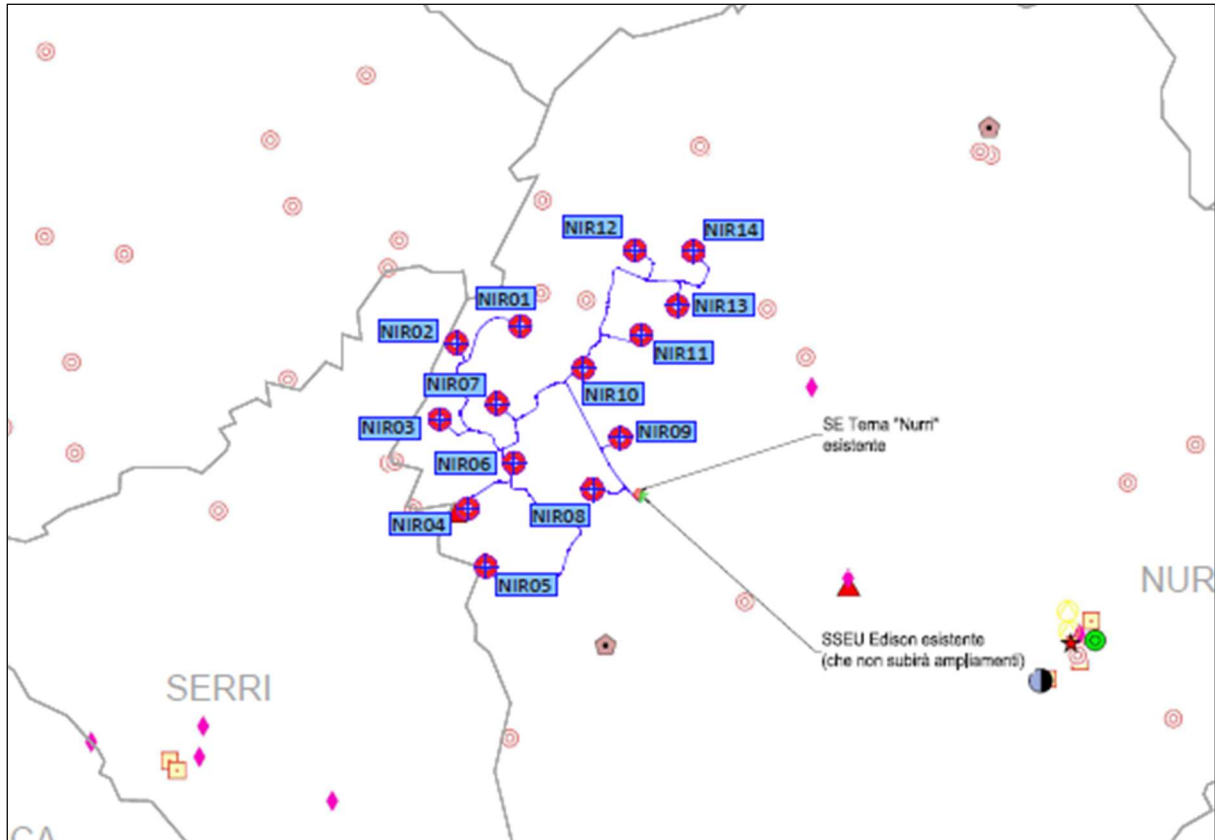 NIR12
NIR14
NIR01
NIR13
NIR02
NIR11
NIR07
NIR10
NIR03
NIR09
SE Terna "Nurri"
esistente
NIR06
NIR08
NIR04
NIR05
NUR
SSEU Edison esistente
(che non subirà ampliamenti)
SERRI
CA